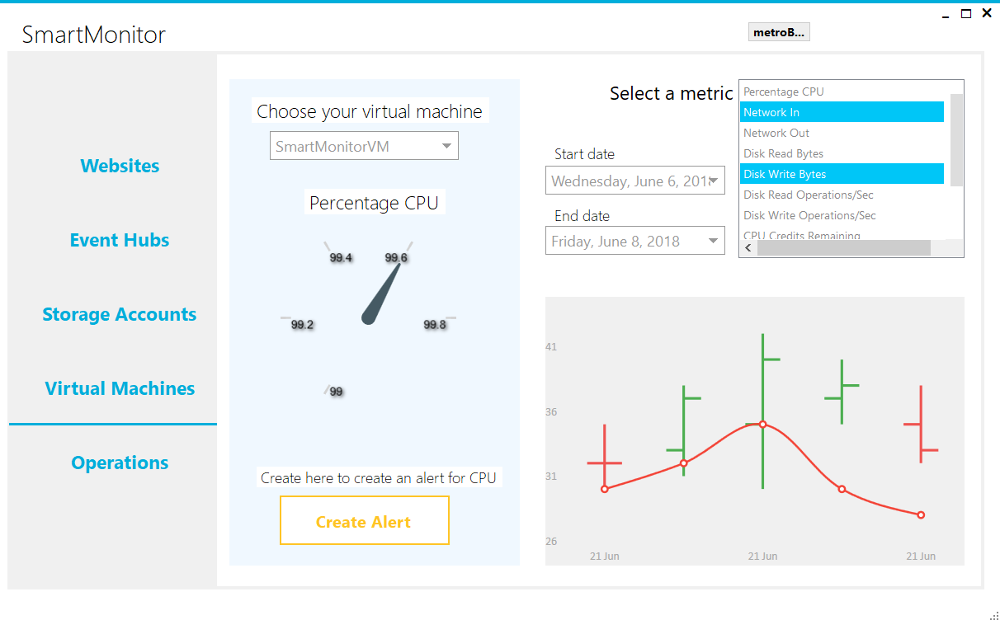 SmartMonitor
metroB...
Websites
Event Hubs
Storage Accounts
Virtual Machines
Operations
Choose your virtual machine
SmartMonitorVM
Percentage CPU
99.4
99.6
99.2
99.8
99
Create here to create an alert for CPU
Create Alert
Select a metric
Percentage CPU
Network In
Network Out
Disk Read Bytes
Disk Write Bytes
Disk Read Operations/Sec
Disk Write Operations/Sec
CPU Credits Remaining
Start date
Wednesday, June 6, 2018
End date
Friday, June 8, 2018
41
36
31
26
21 Jun
21 Jun
21 Jun